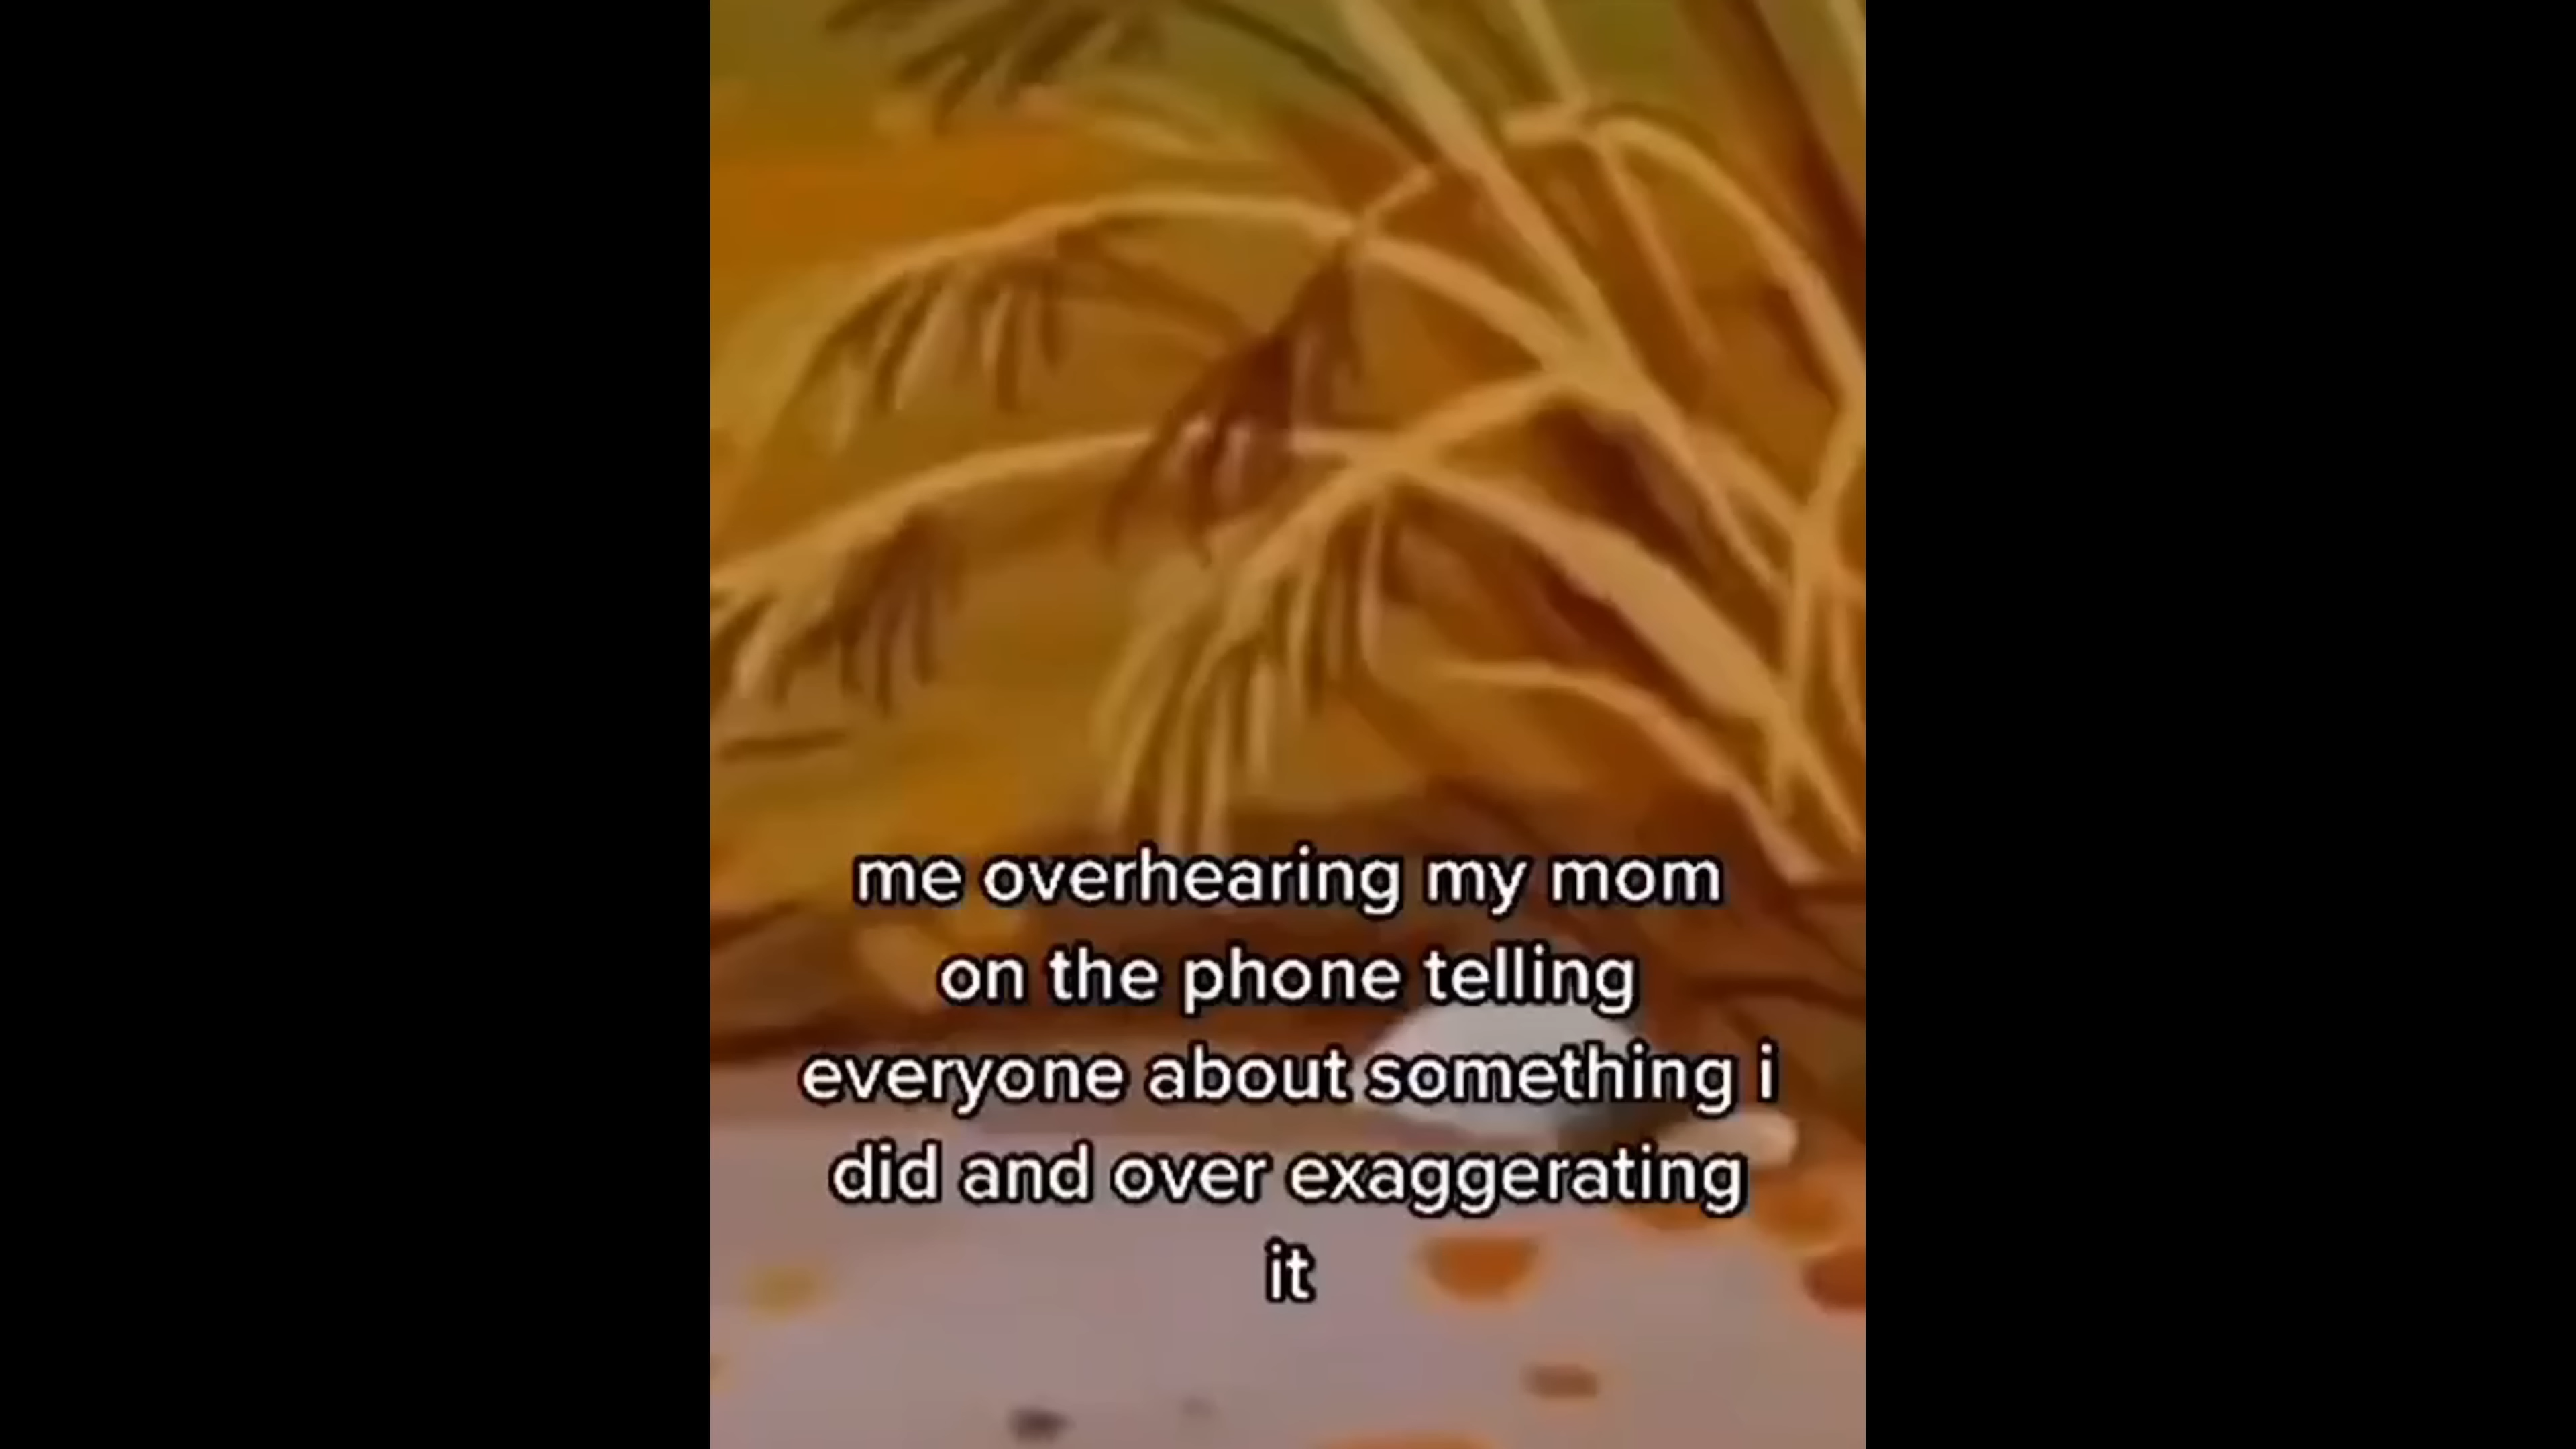 me overhearing my mom
on the phone telling
everyone about something i
did and over exaggerating
it